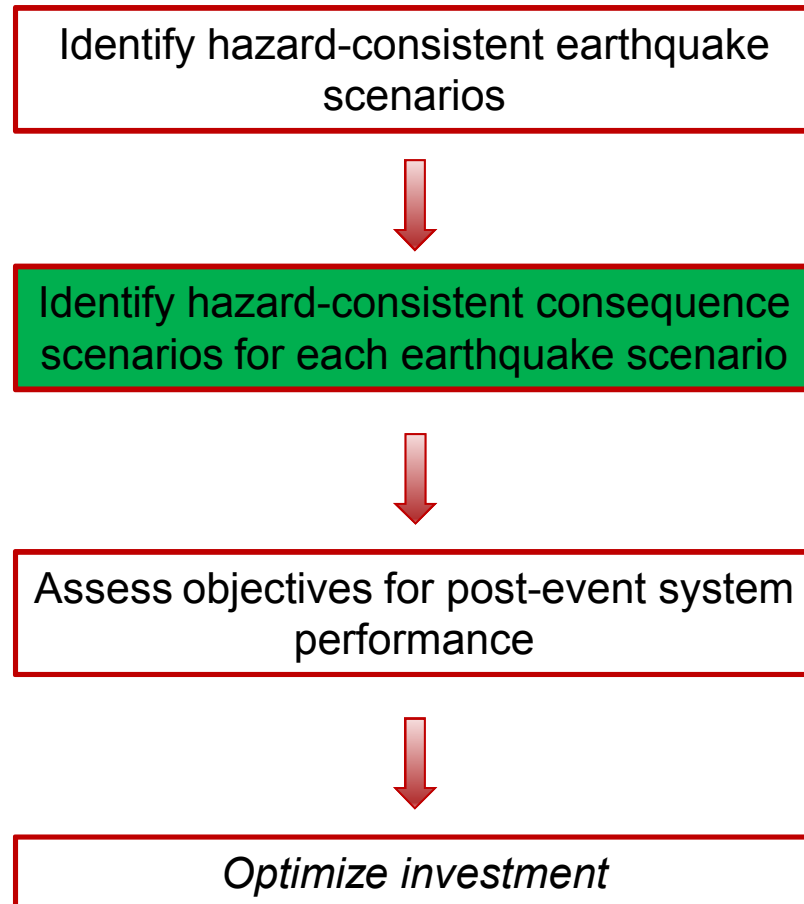 Identify hazard-consistent earthquake
scenarios
Identify hazard-consistent consequence
scenarios for each earthquake scenario
Assess objectives for post-event system
performance
Optimize investment